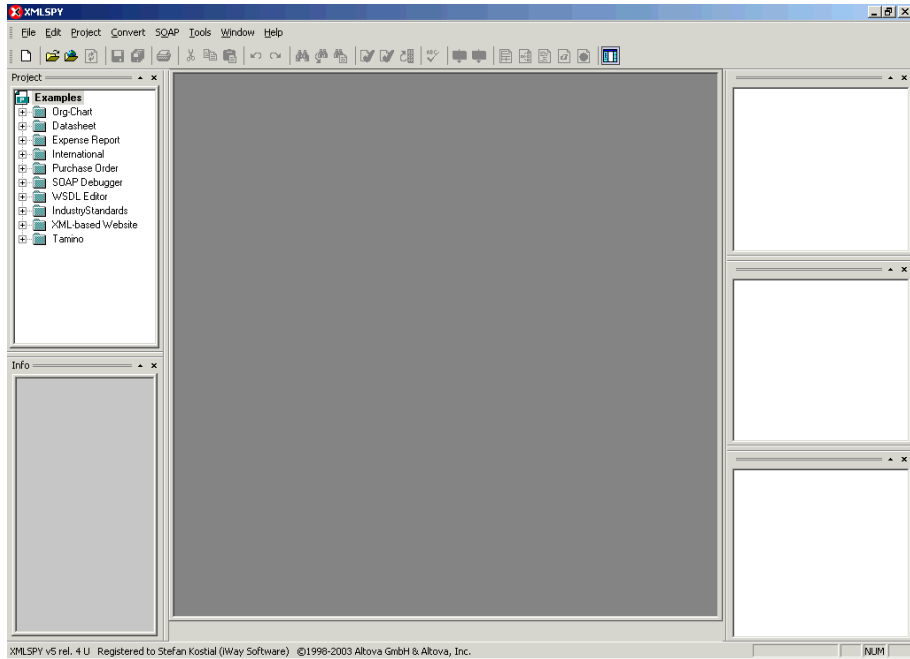 XMLSPY
File Edit Project Convert SOAP Tools Window Help
Project
Examples
Org-Chart
Datasheet
Expense Report
International
Purchase Order
SOAP Debugger
WSDL Editor
IndustryStandards
XML-based Website
Tamino
Info
XMLSPY v5 rel. 4 U Registered to Stefan Kostial (iWay Software) ©1998-2003 Altova GmbH & Altova, Inc. NUM